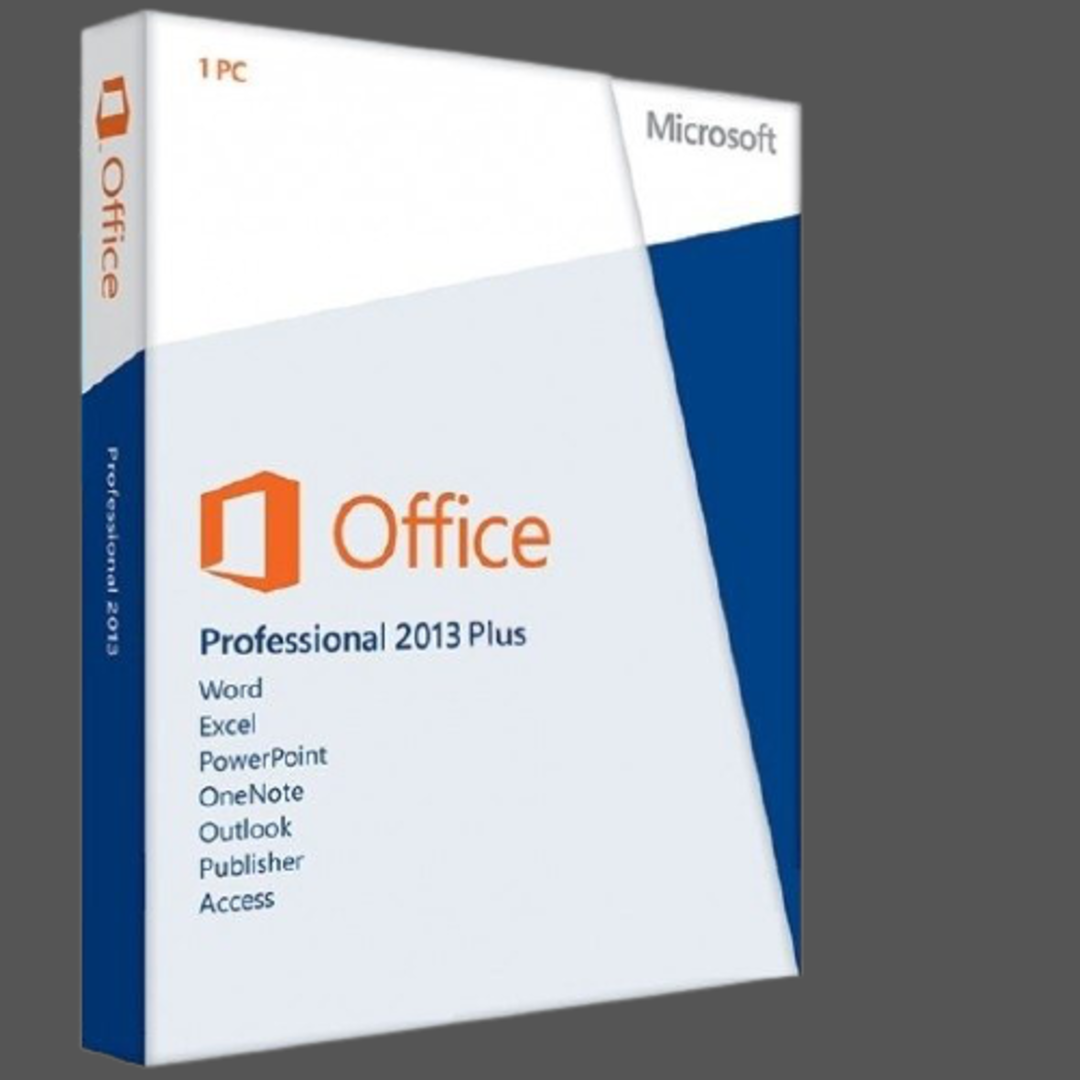 1 PC
Microsoft
Office
Professional 2013
Office
Professional 2013 Plus
Word
Excel
PowerPoint
OneNote
Outlook
Publisher
Access